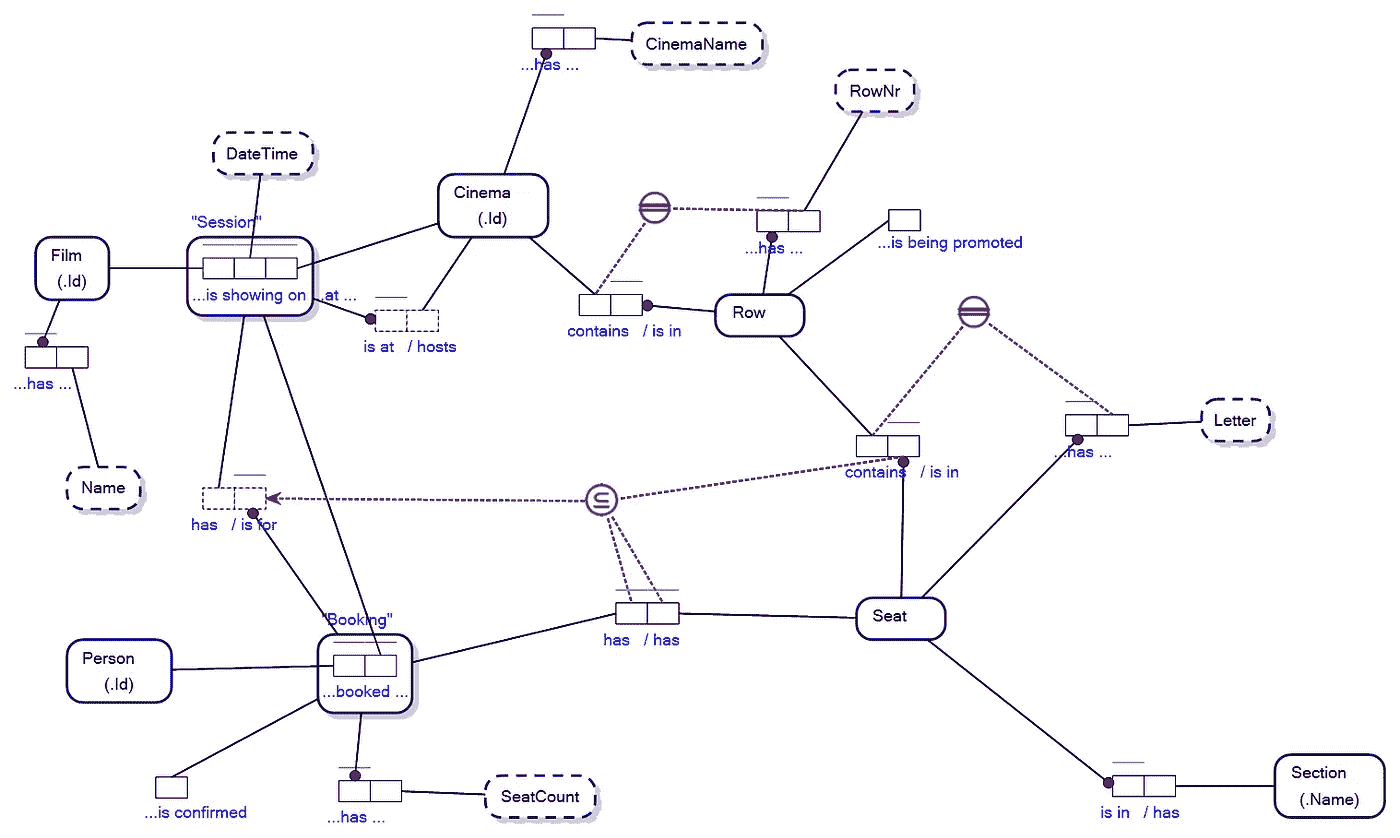 CinemaName
...has ...
RowNr
DateTime
Cinema
(.Id)
"Session"
...has ...
...is being promoted
Film
(.Id)
...is showing on ...at ...
Row
contains / is in
is at / hosts
...has ...
Letter
...has ...
contains / is in
Name
has / is for
"Booking"
Seat
has / has
Person
(.Id)
...booked ...
Section
(.Name)
SeatCount
...is confirmed
...has ...
is in / has